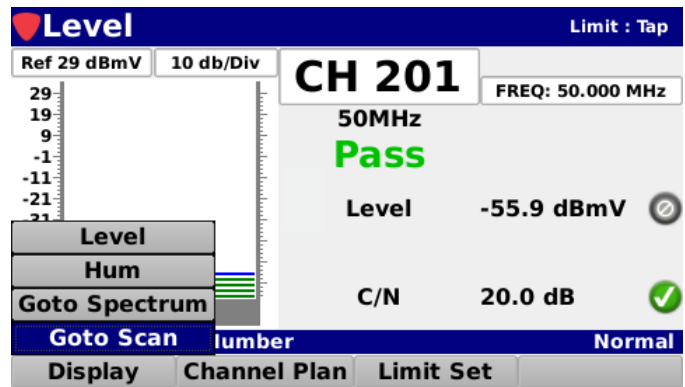 Level
Limit : Tap
Ref 29 dBmV
10 db/Div
CH 201
FREQ: 50.000 MHz
29
19
9
-1
-11
-21
-31
50MHz
Pass
Level -55.9 dBmV
C/N 20.0 dB
Level
Hum
Goto Spectrum
Goto Scan
Number
Normal
Display
Channel Plan
Limit Set